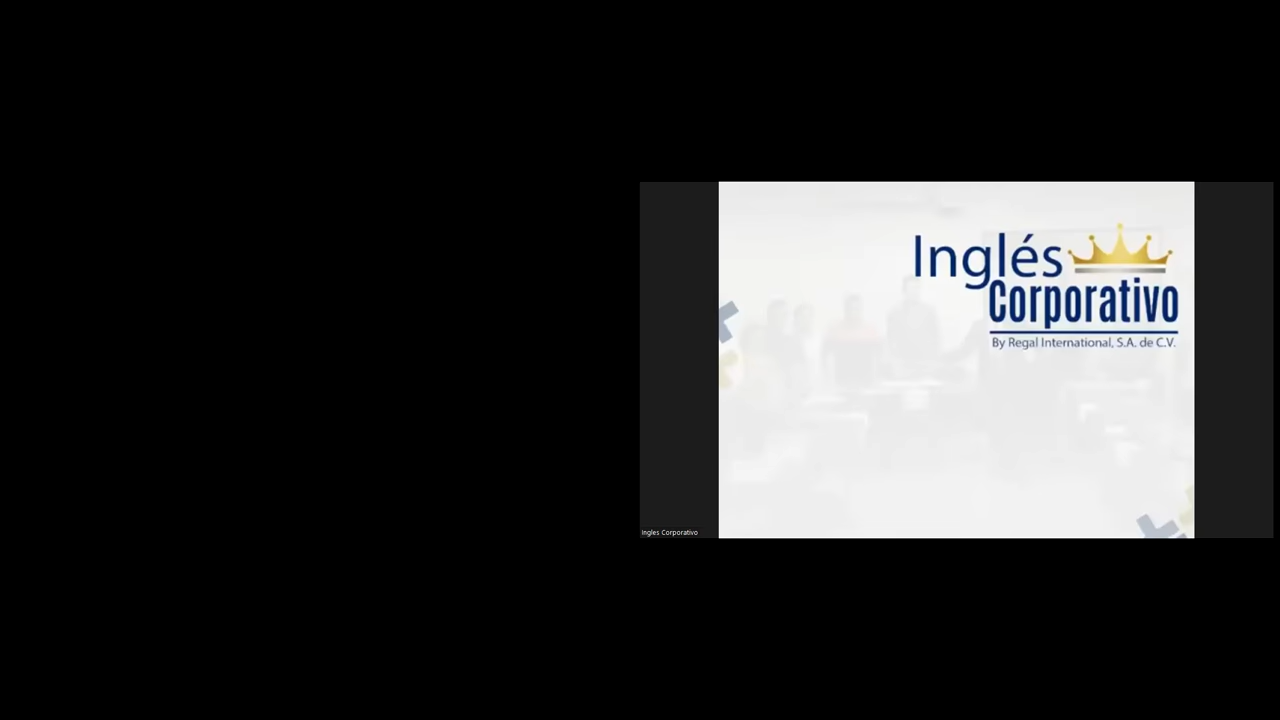 Inglés
Corporativo
By Regal International, S.A. de C.V.
Ingles Corporativo